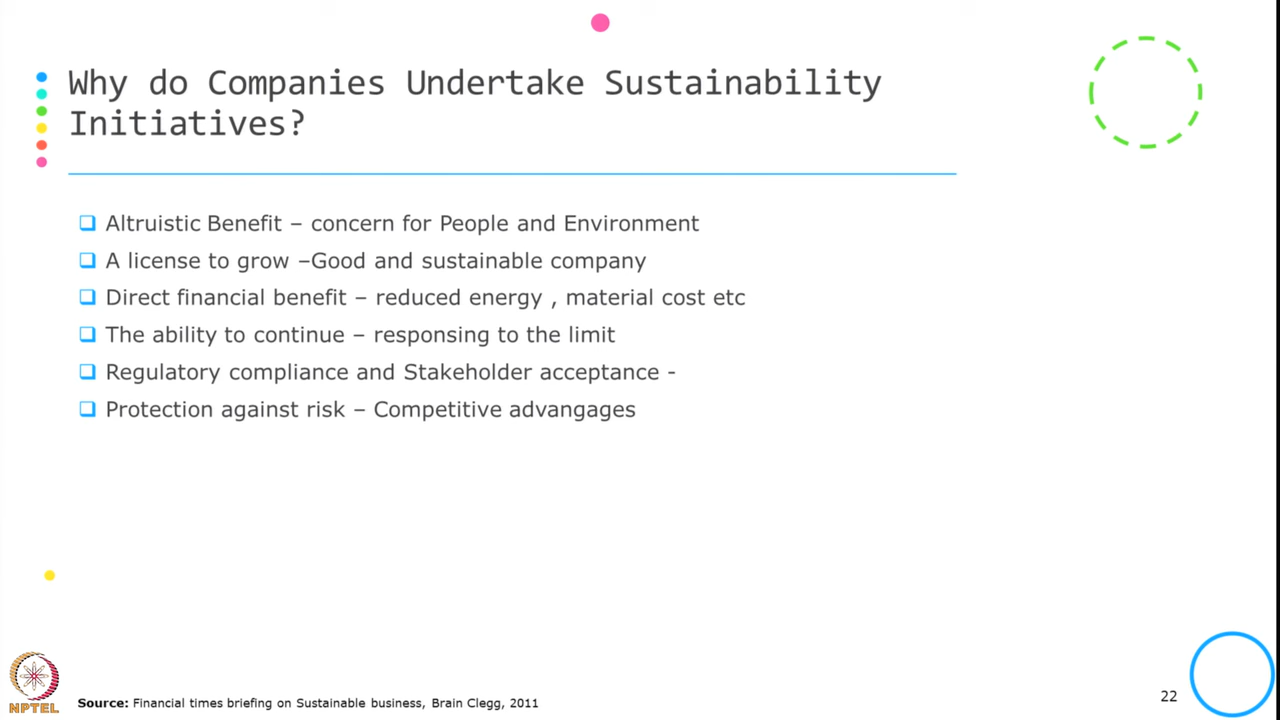 Why do Companies Undertake Sustainability
Initiatives?
Altruistic Benefit – concern for People and Environment
A license to grow –Good and sustainable company
Direct financial benefit – reduced energy , material cost etc
The ability to continue – responsing to the limit
Regulatory compliance and Stakeholder acceptance -
Protection against risk – Competitive advangages
NPTEL
Source: Financial times briefing on Sustainable business, Brain Clegg, 2011
22